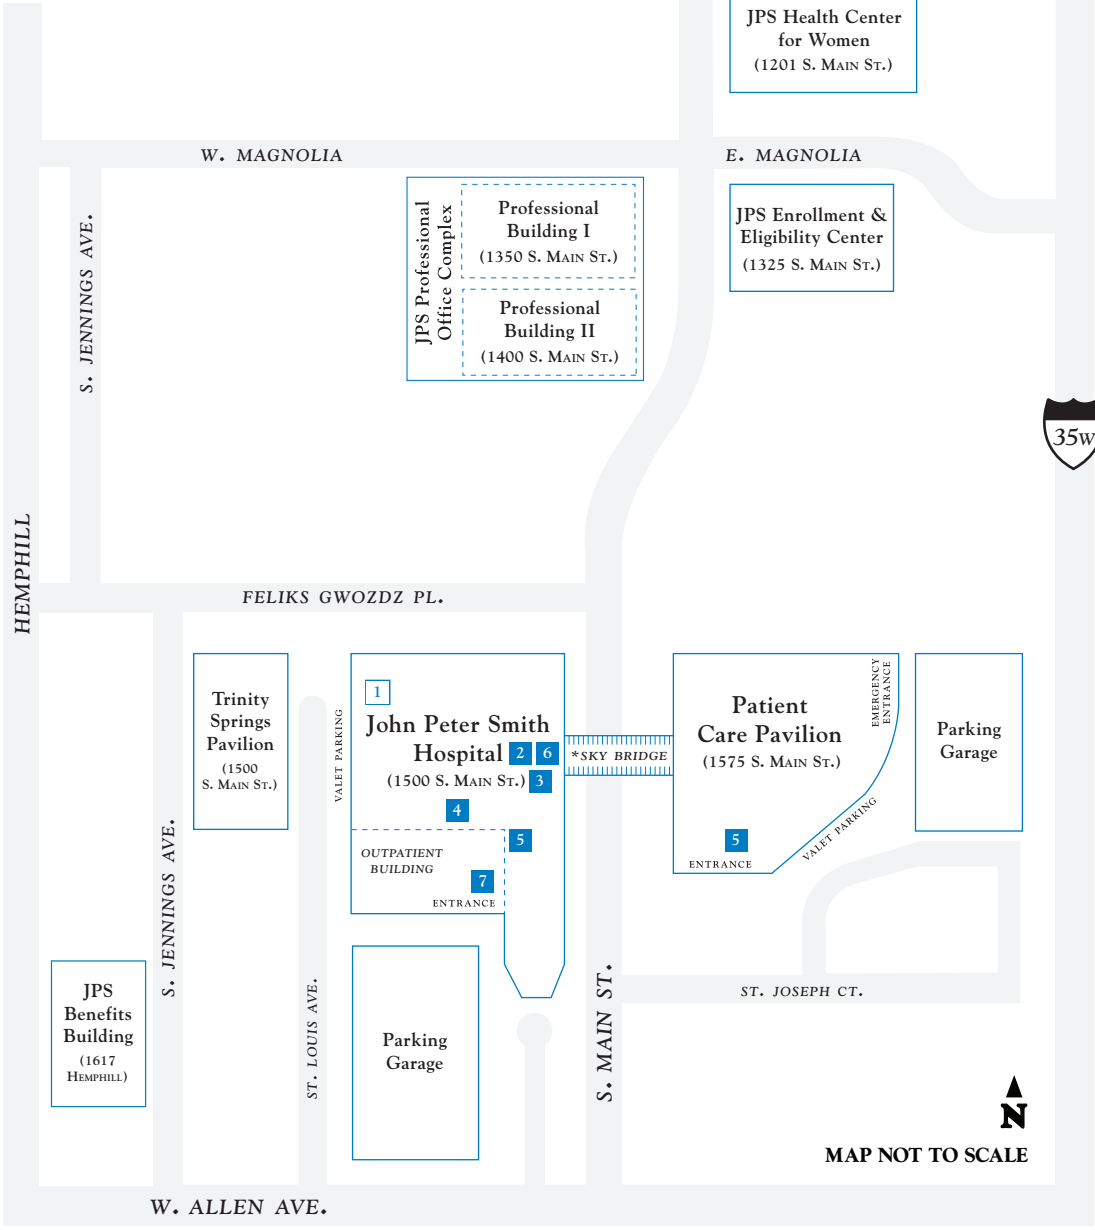 JPS Health Center
for Women
(1201 S. Main St.)
W. MAGNOLIA
E. MAGNOLIA
JPS Professional
Office Complex
Professional
Building I
(1350 S. Main St.)
Professional
Building II
(1400 S. Main St.)
JPS Enrollment &
Eligibility Center
(1325 S. Main St.)
S. JENNINGS AVE.
35W
HEMPHILL
FELIKS GWOZDZ PL.
Trinity
Springs
Pavilion
(1500
S. Main St.)
VALET PARKING
1
John Peter Smith
Hospital 2 6
(1500 S. Main St.) 3
4
5
OUTPATIENT
BUILDING
7
ENTRANCE
*SKY BRIDGE
Patient
Care Pavilion
(1575 S. Main St.)
EMERGENCY
ENTRANCE
5
ENTRANCE
VALET PARKING
Parking
Garage
S. JENNINGS AVE.
JPS
Benefits
Building
(1617
Hemphill)
ST. LOUIS AVE.
Parking
Garage
S. MAIN ST.
ST. JOSEPH CT.
N
MAP NOT TO SCALE
W. ALLEN AVE.